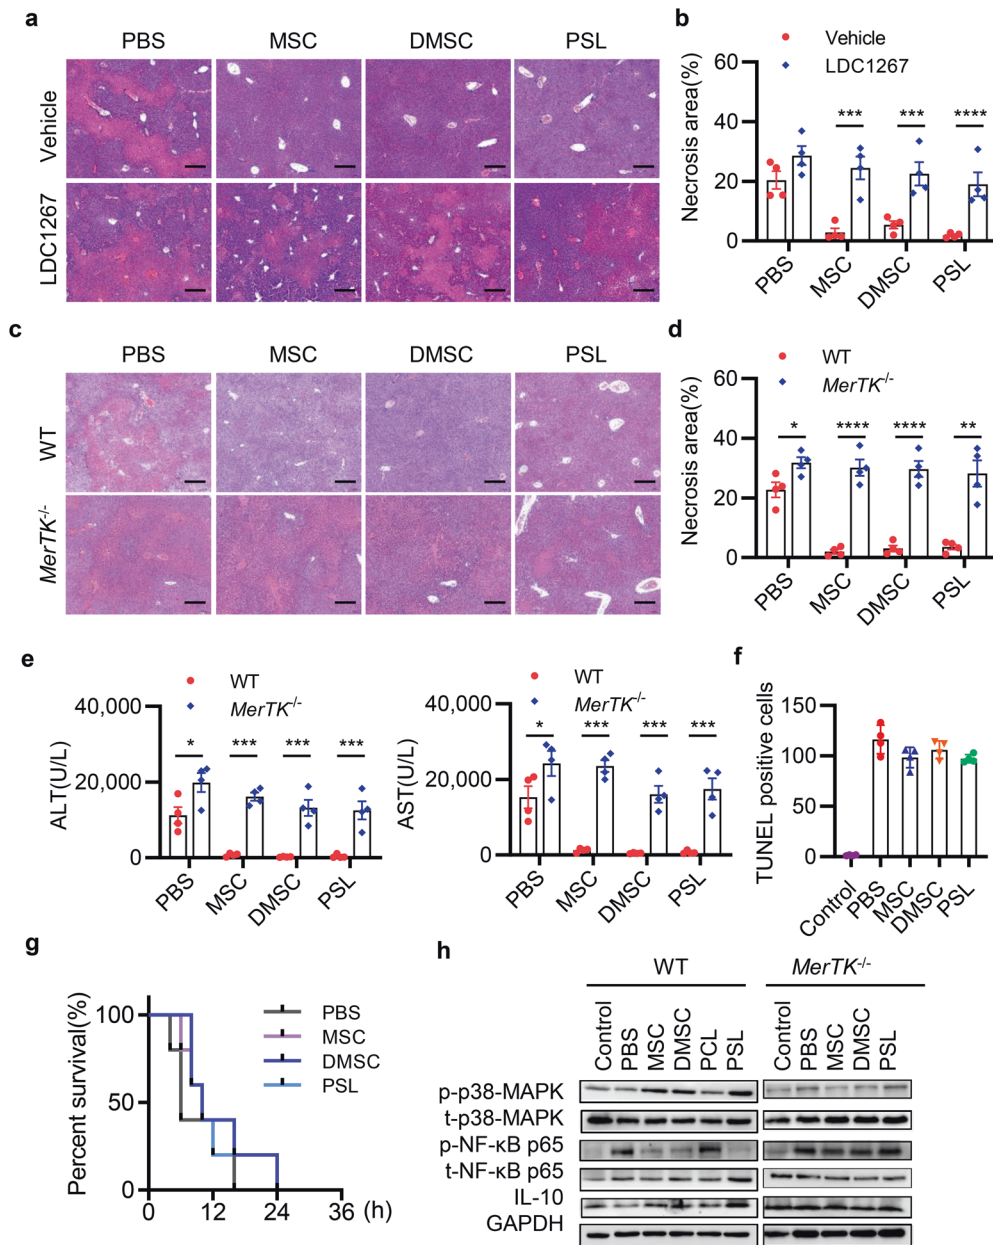 a
PBS MSC DMSC PSL
Vehicle
LDC1267
b
Vehicle
LDC1267
Necrosis area(%)
60
40
20
0
*** *** ****
PBS MSC DMSC PSL
c
PBS MSC DMSC PSL
WT
MerTK-/-
d
WT
MerTK-/-
Necrosis area(%)
60
40
20
0
* **** **** **
PBS MSC DMSC PSL
e
WT
MerTK-/-
ALT(U/L)
40,000
20,000
0
* *** *** ***
PBS MSC DMSC PSL
WT
MerTK-/-
AST(U/L)
40,000
20,000
0
* *** *** ***
PBS MSC DMSC PSL
f
TUNEL positive cells
150
100
50
0
Control PBS MSC DMSC PSL
g
Percent survival(%)
100
50
0
0 12 24 36 (h)
PBS
MSC
DMSC
PSL
h
WT MerTK-/-
Control PBS MSC DMSC PCL PSL Control PBS MSC DMSC PSL
p-p38-MAPK
t-p38-MAPK
p-NF-κB p65
t-NF-κB p65
IL-10
GAPDH